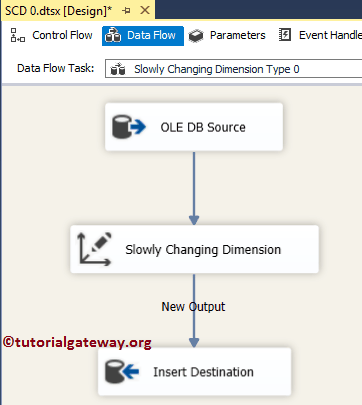 SCD 0.dtsx [Design]*
Control Flow Data Flow Parameters Event Handle
Data Flow Task: Slowly Changing Dimension Type 0
OLE DB Source
Slowly Changing Dimension
New Output
©tutorialgateway.org
Insert Destination